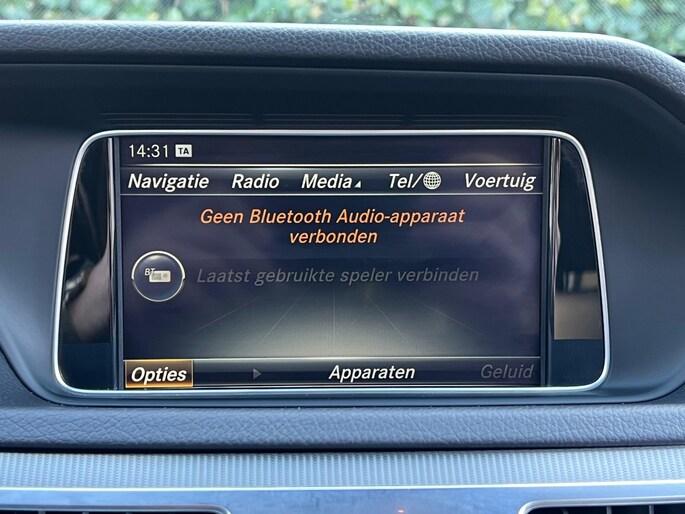 14:31 TA
Navigatie Radio Media Tel/ Voertuig
Geen Bluetooth Audio-apparaat
verbonden
BT
Laatst gebruikte speler verbinden
Opties Apparaten Geluid